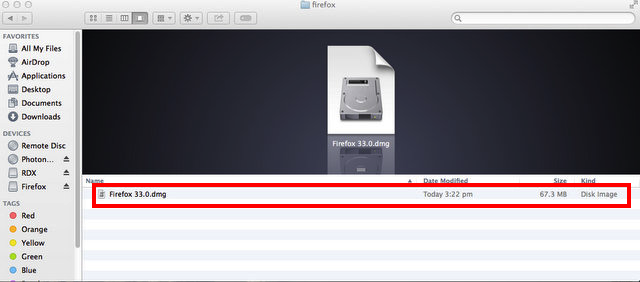 firefox
FAVORITES
All My Files
AirDrop
Applications
Desktop
Documents
Downloads
DEVICES
Remote Disc
Photon...
RDX
Firefox
TAGS
Red
Orange
Yellow
Green
Blue
Firefox 33.0.dmg
Name Date Modified Size Kind
Firefox 33.0.dmg Today 3:22 pm 67.3 MB Disk Image